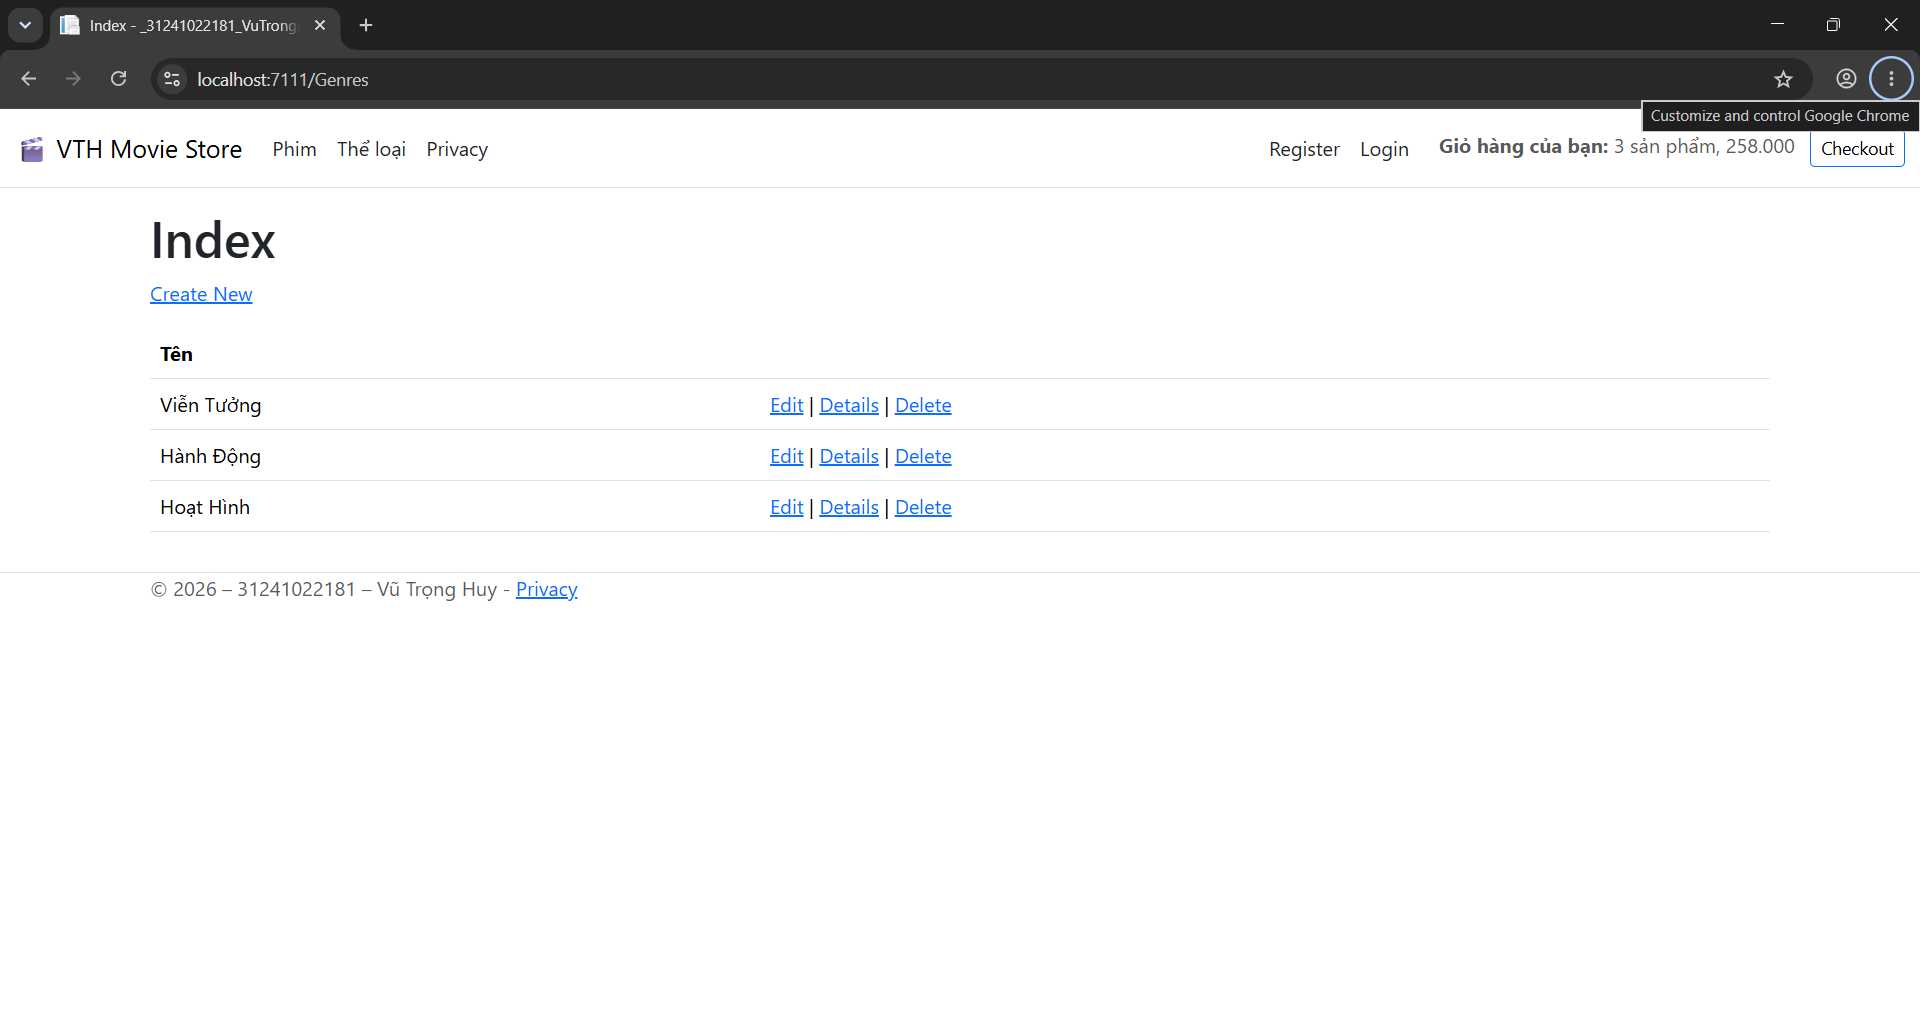 Index - _31241022181_VuTrong
localhost:7111/Genres
Customize and control Google Chrome
VTH Movie Store Phim Thể loại Privacy Register Login Giỏ hàng của bạn: 3 sản phẩm, 258.000 Checkout
Index
Create New
Tên
Viễn Tưởng Edit | Details | Delete
Hành Động Edit | Details | Delete
Hoạt Hình Edit | Details | Delete
© 2026 – 31241022181 – Vũ Trọng Huy - Privacy